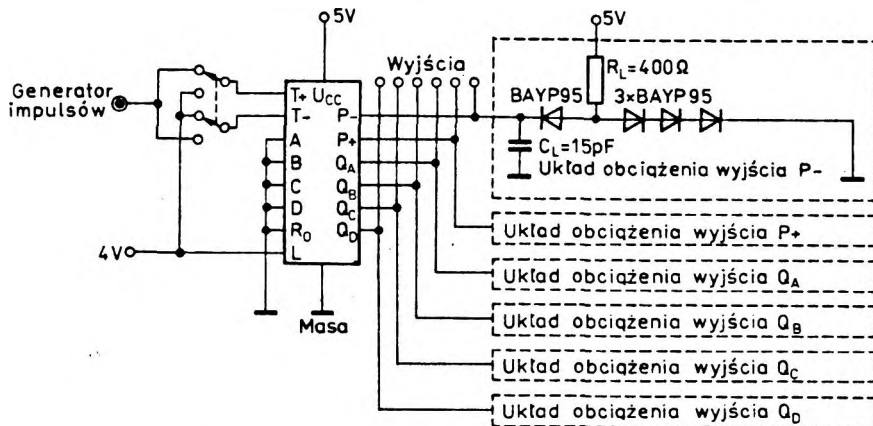 5V
5V
Wyjścia
R_L=400Ω
Generator
impulsów
BAYP95
3xBAYP95
T+ U_CC
T-
P-
A
P+
B
Q_A
C
Q_B
D
Q_C
R_0
Q_D
L
C_L=15pF
Układ obciążenia wyjścia P-
4V
Masa
Układ obciążenia wyjścia P+
Układ obciążenia wyjścia Q_A
Układ obciążenia wyjścia Q_B
Układ obciążenia wyjścia Q_C
Układ obciążenia wyjścia Q_D